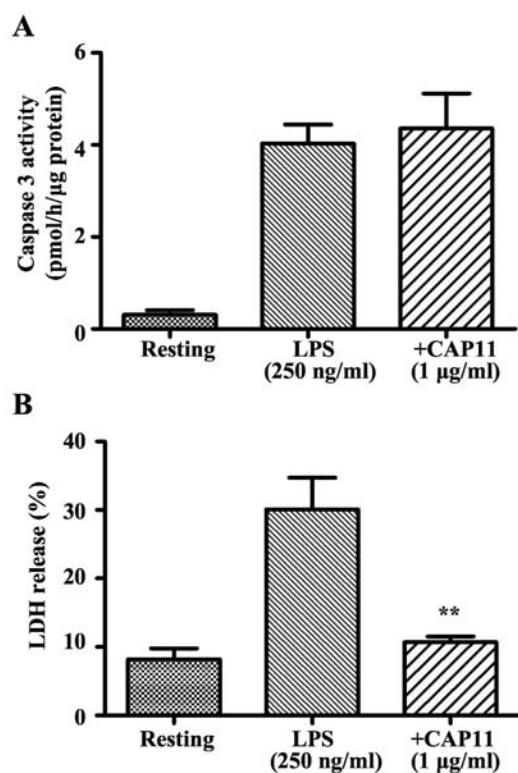 A
Caspase 3 activity
(pmol/h/µg protein)
6
4
2
0
Resting
LPS
(250 ng/ml)
+CAP11
(1 µg/ml)
B
LDH release (%)
40
30
20
10
0
**
Resting
LPS
(250 ng/ml)
+CAP11
(1 µg/ml)